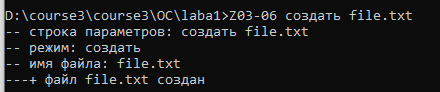 D:\course3\course3\OC\laba1>Z03-06 создать file.txt
-- строка параметров: создать file.txt
-- режим: создать
-- имя файла: file.txt
---+ файл file.txt создан